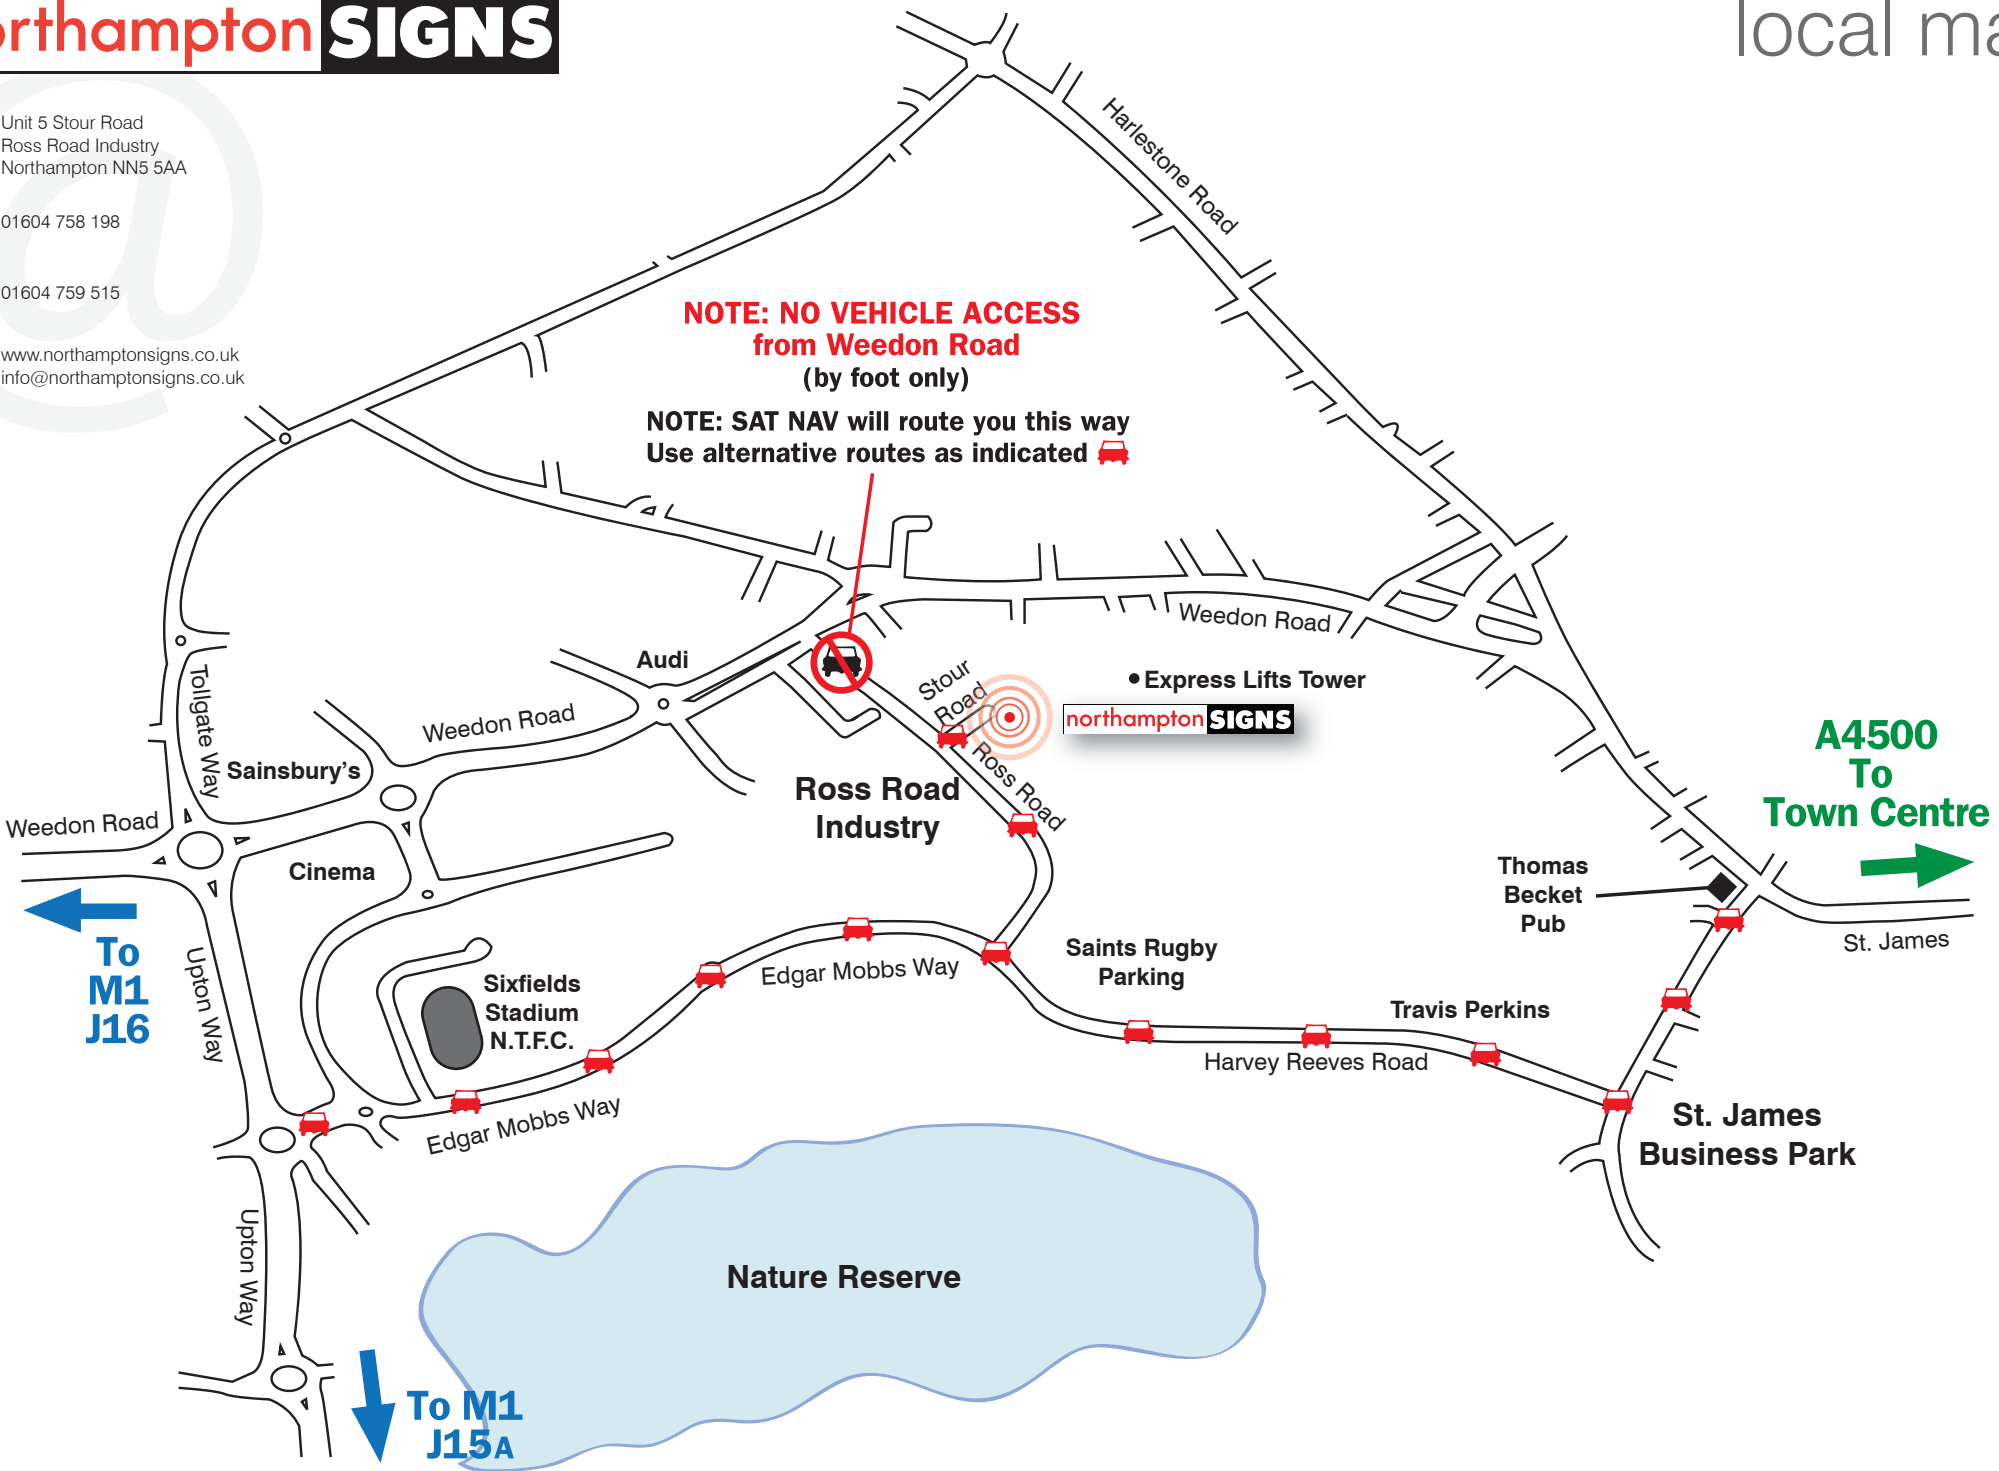 orthampton SIGNS
local ma
Unit 5 Stour Road
Ross Road Industry
Northampton NN5 5AA
01604 758 198
01604 759 515
www.northamptonsigns.co.uk
info@northamptonsigns.co.uk
@
Harlestone Road
NOTE: NO VEHICLE ACCESS
from Weedon Road
(by foot only)
NOTE: SAT NAV will route you this way
Use alternative routes as indicated
Weedon Road
Audi
Stour
Road
Express Lifts Tower
northampton SIGNS
Tollgate Way
Weedon Road
Sainsbury's
Ross Road
Ross Road
Industry
A4500
To
Town Centre
Weedon Road
Cinema
Thomas
Becket
Pub
St. James
To
M1
J16
Upton Way
Sixfields
Stadium
N.T.F.C.
Edgar Mobbs Way
Saints Rugby
Parking
Travis Perkins
Harvey Reeves Road
Edgar Mobbs Way
St. James
Business Park
Upton Way
Nature Reserve
To M1
J15A